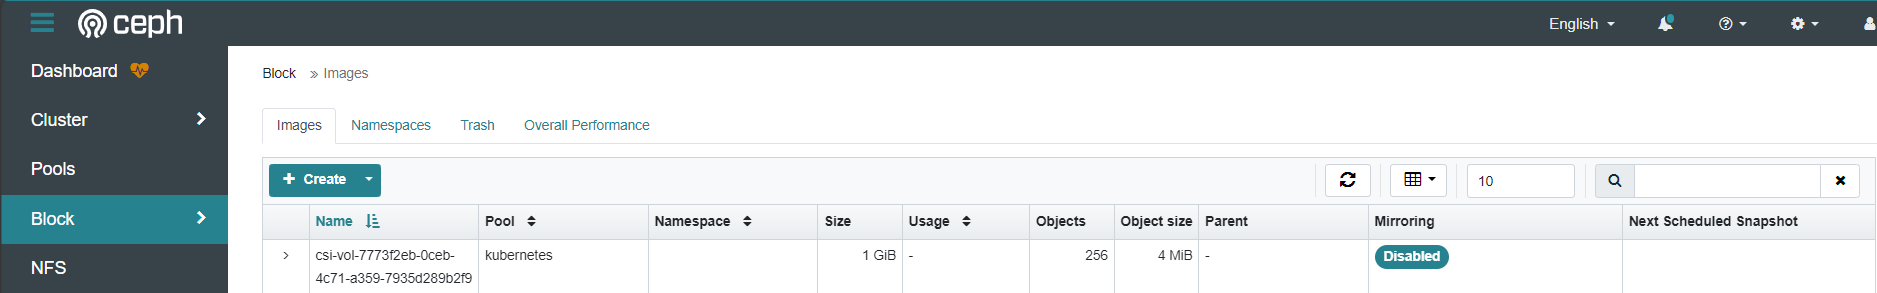 ceph
English
Dashboard
Cluster
Pools
Block
NFS
Block » Images
Images Namespaces Trash Overall Performance
+ Create
10
Name Pool Namespace Size Usage Objects Object size Parent Mirroring Next Scheduled Snapshot
csi-vol-7773f2eb-0ceb- kubernetes 1 GiB - 256 4 MiB - Disabled
4c71-a359-7935d289b2f9